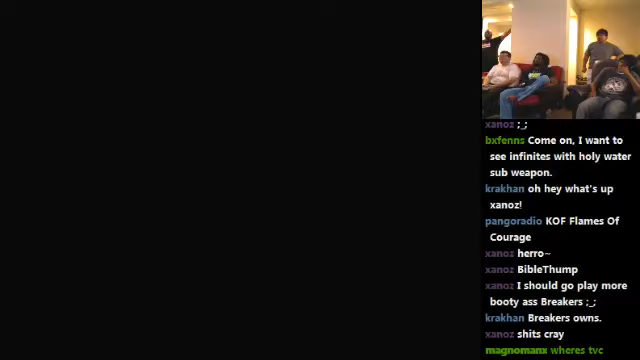 xanoz ;_;
bxfenns Come on, I want to
see infinites with holy water
sub weapon.
krakhan oh hey what's up
xanoz!
pangoradio KOF Flames Of
Courage
xanoz herro~
xanoz BibleThump
xanoz I should go play more
booty ass Breakers ;_;
krakhan Breakers owns.
xanoz shits cray
magnomanx wheres tvc